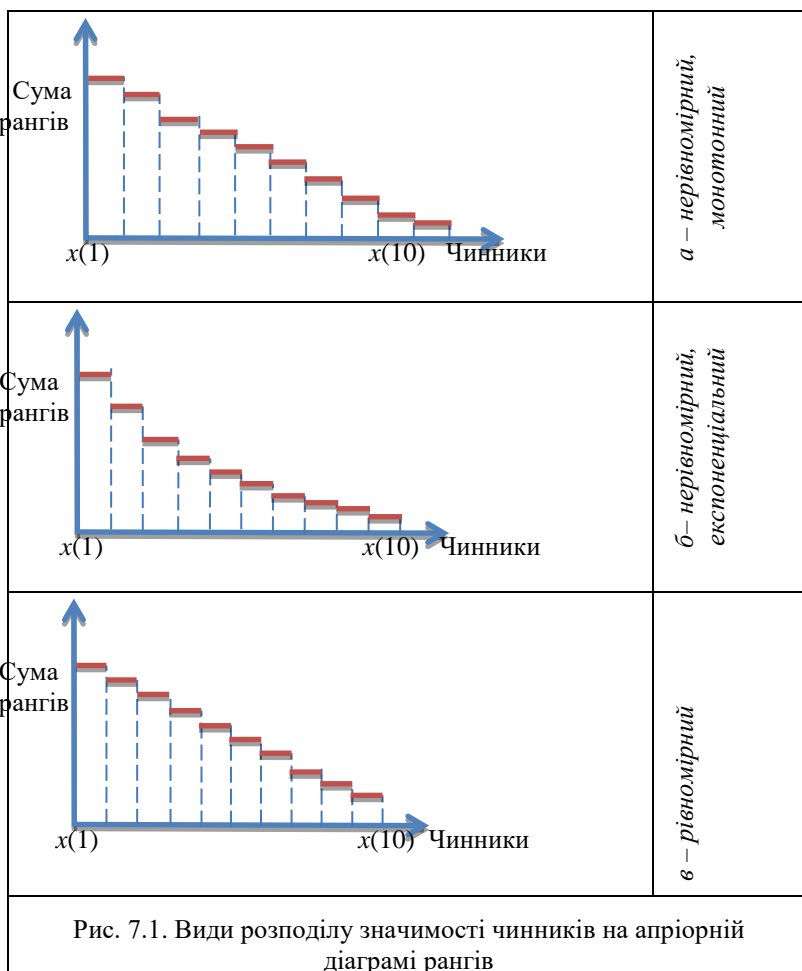 Сума
рангів
x(1) x(10) Чинники
а – нерівномірний,
монотонний
Сума
рангів
x(1) x(10) Чинники
б– нерівномірний,
експоненціальний
Сума
рангів
x(1) x(10) Чинники
в – рівномірний
Рис. 7.1. Види розподілу значимості чинників на апріорній
діаграмі рангів